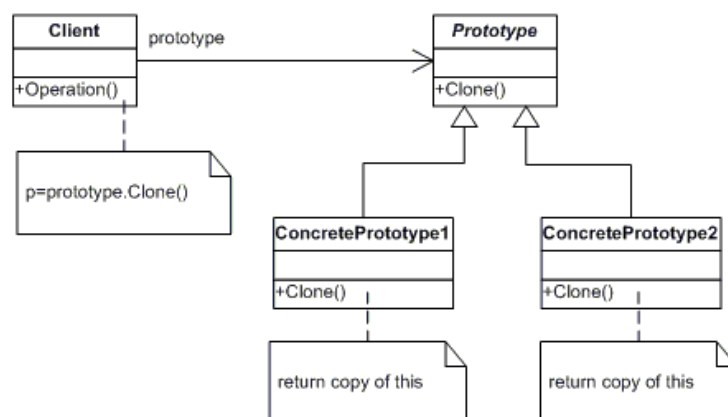 Client
prototype
Prototype
+Operation()
+Clone()
p=prototype.Clone()
ConcretePrototype1
ConcretePrototype2
+Clone()
+Clone()
return copy of this
return copy of this